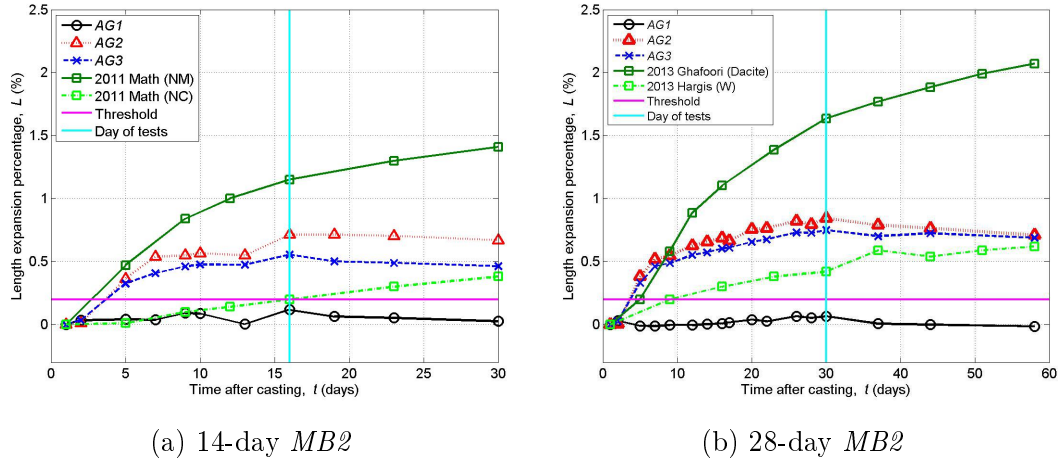 2.5
2
1.5
1
0.5
0
Length expansion percentage, L (%)
AG1
AG2
AG3
2011 Math (NM)
2011 Math (NC)
Threshold
Day of tests
0 5 10 15 20 25 30
Time after casting, t (days)
(a) 14-day MB2
2.5
2
1.5
1
0.5
0
Length expansion percentage, L (%)
AG1
AG2
AG3
2013 Ghafoori (Dacite)
2013 Hargis (W)
Threshold
Day of tests
0 10 20 30 40 50 60
Time after casting, t (days)
(b) 28-day MB2